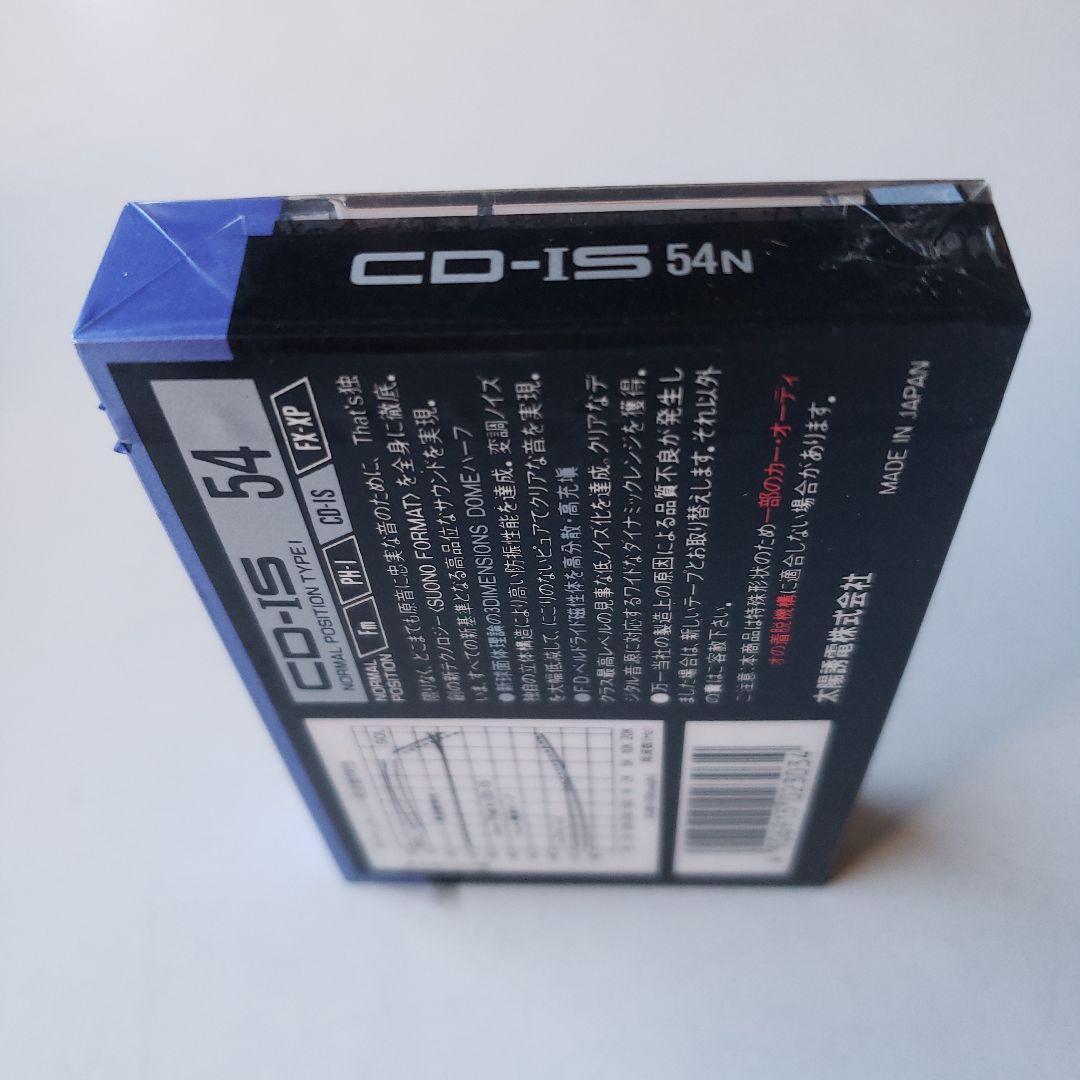 CD-IS 54N
CD-IS 54
NORMAL POSITION TYPE I
NORMAL POSITION
Fm
PH-I
CD-IS
FX・XP
限りなく、どこまでも原音に忠実な音のために、That's独
創の新テクノロジー〈SUONO FORMAT〉を全身に徹底。
いま、すべての新基準となる高品位なサウンドを実現。
●新球面体理論の3DIMENSIONS DOMEハーフ
独自の立体構造により高い防振性能を達成。変調ノイズ
を大幅低減して、にごりのないピュアでクリアな音を実現。
●FDベルトライド磁性体を高分散・高充填
クラス最高レベルの見事な低ノイズ化を達成、クリアなデ
ジタル音源に対応するワイドなダイナミックレンジを獲得。
●万一当社の製造上の原因による品質不良が発生し
ました場合は、新しいテープとお取り替えします。それ以外
の責はご容赦下さい。
ご注意:本商品は特殊形状のため一部のカー・オーディ
オの着脱機構に適合しない場合があります。
太陽誘電株式会社
MADE IN JAPAN